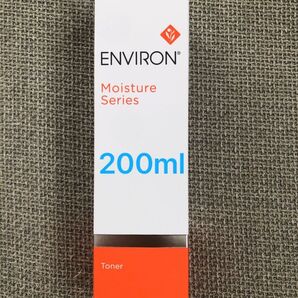 ENVIRON®
Moisture
Series
200ml
Toner